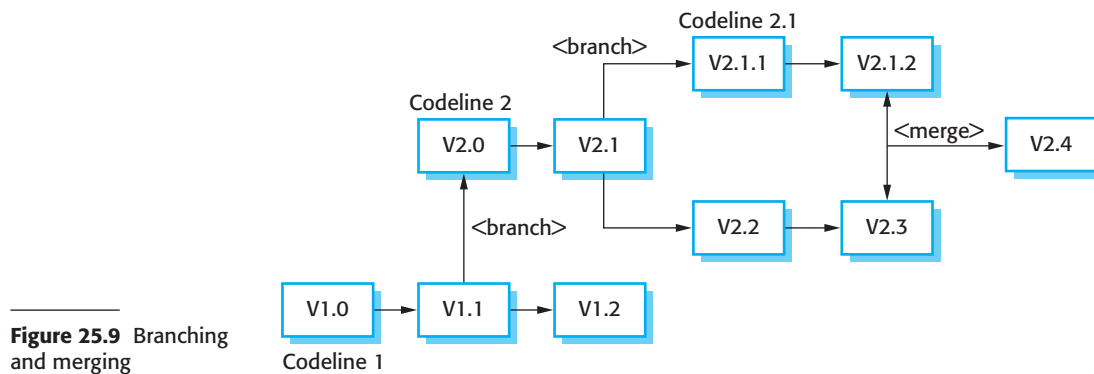 Codeline 2.1
<branch>
V2.1.1
V2.1.2
Codeline 2
V2.0
V2.1
<merge>
V2.4
<branch>
V2.2
V2.3
V1.0
V1.1
V1.2
Codeline 1
Figure 25.9 Branching
and merging